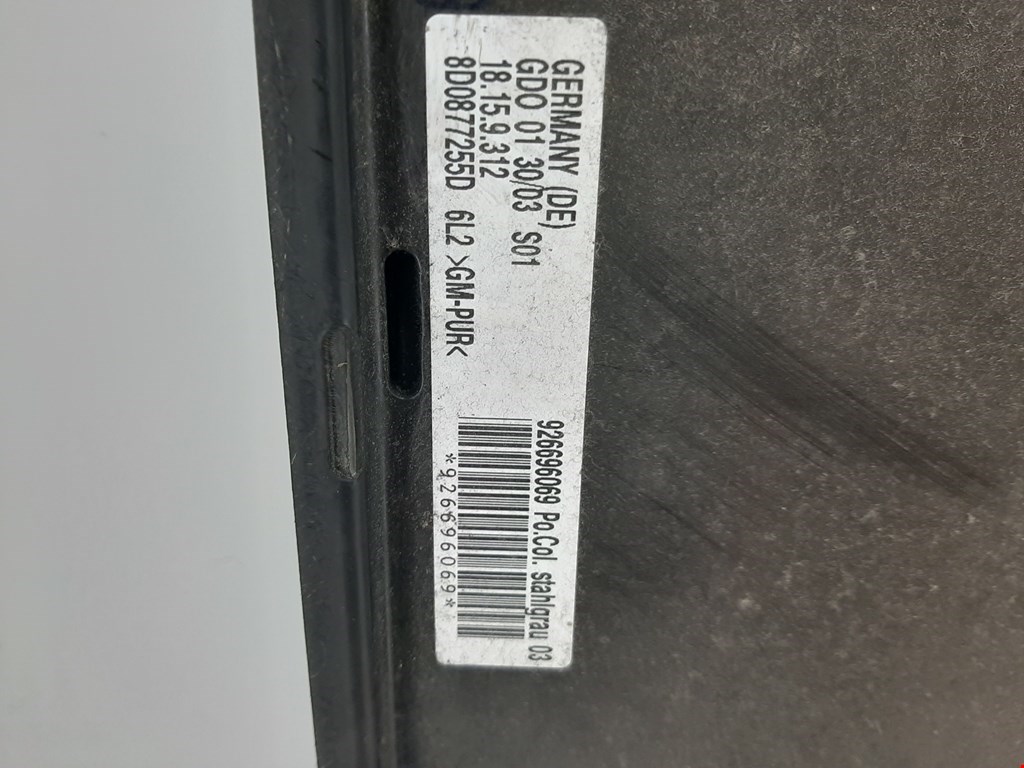 GERMANY (DE)
GDO 01 30/03 S01
18.15.9.312
8D0877255D 6L2 >GM-PUR<
926696069 Po.Col. stahlgrau 03
*926696069*